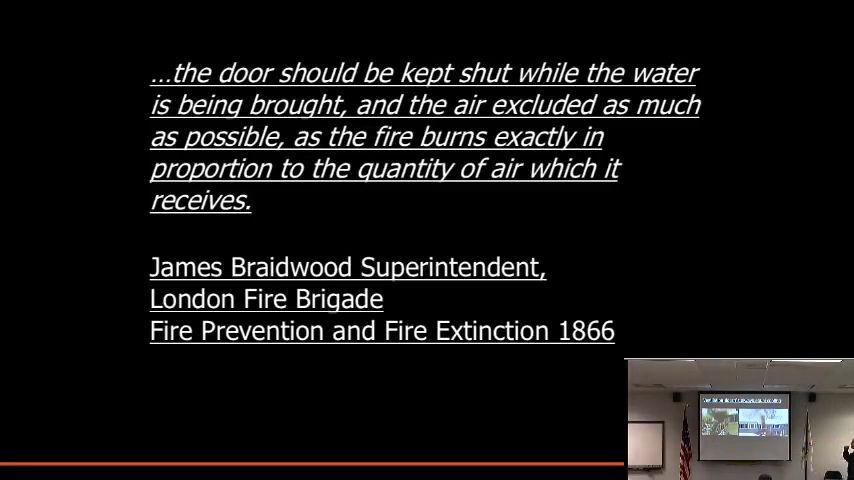 …the door should be kept shut while the water
is being brought, and the air excluded as much
as possible, as the fire burns exactly in
proportion to the quantity of air which it
receives.
James Braidwood Superintendent,
London Fire Brigade
Fire Prevention and Fire Extinction 1866